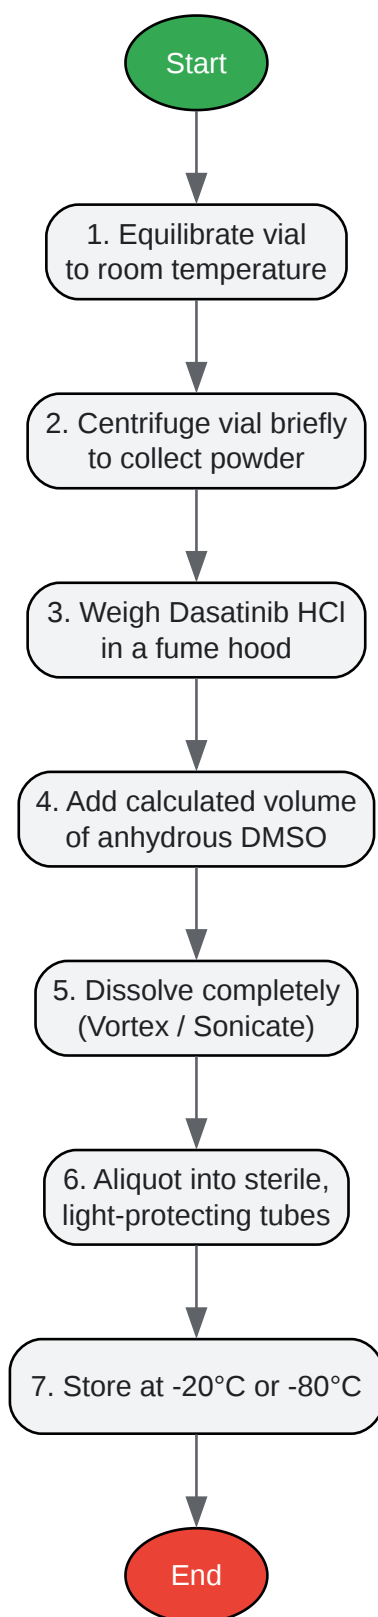 Start
1. Equilibrate vial
to room temperature
2. Centrifuge vial briefly
to collect powder
3. Weigh Dasatinib HCl
in a fume hood
4. Add calculated volume
of anhydrous DMSO
5. Dissolve completely
(Vortex / Sonicate)
6. Aliquot into sterile,
light-protecting tubes
7. Store at -20°C or -80°C
End